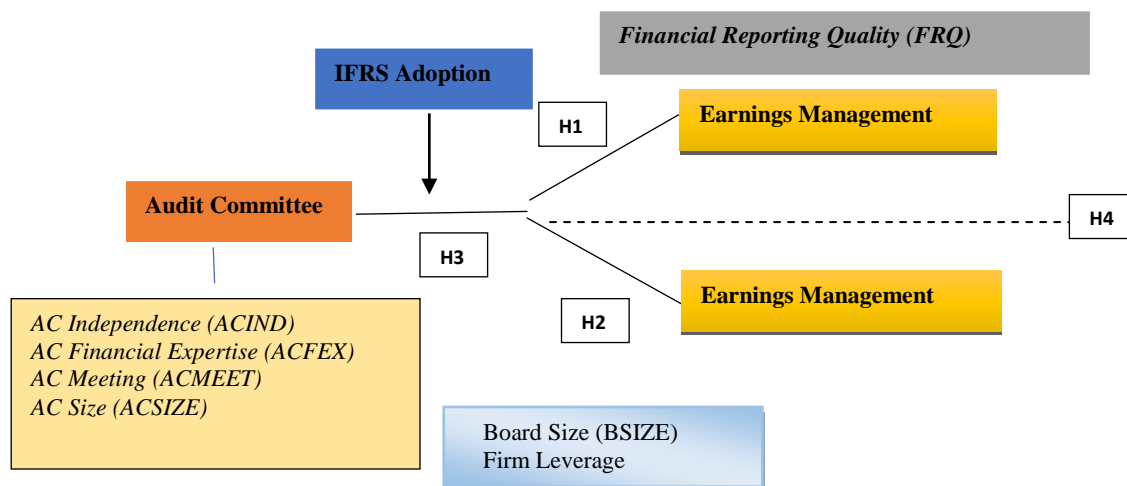 Financial Reporting Quality (FRQ)
IFRS Adoption
H1
Earnings Management
Audit Committee
H4
H3
Earnings Management
H2
AC Independence (ACIND)
AC Financial Expertise (ACFEX)
AC Meeting (ACMEET)
AC Size (ACSIZE)
Board Size (BSIZE)
Firm Leverage